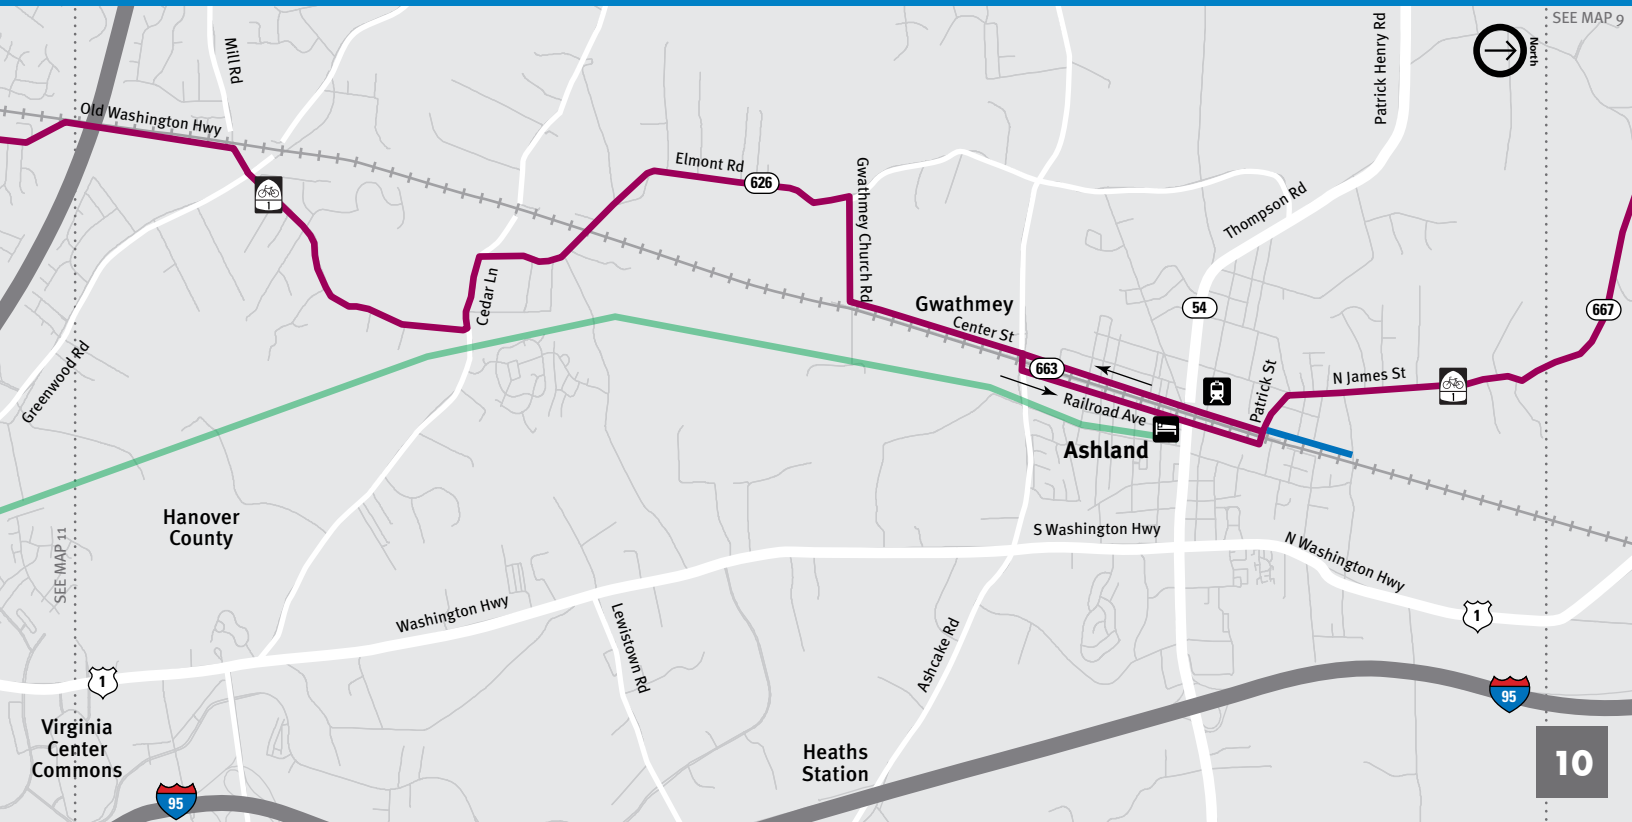 SEE MAP 9
North
Patrick Henry Rd
Mill Rd
Old Washington Hwy
1
Elmont Rd
626
Gwathmey Church Rd
Thompson Rd
Cedar Ln
Gwathmey
Center St
54
667
663
Railroad Ave
Patrick St
N James St
1
Greenwood Rd
Ashland
Hanover
County
SEE MAP 11
S Washington Hwy
N Washington Hwy
Washington Hwy
Lewistown Rd
Ashcake Rd
1
1
95
Virginia
Center
Commons
Heaths
Station
95
10